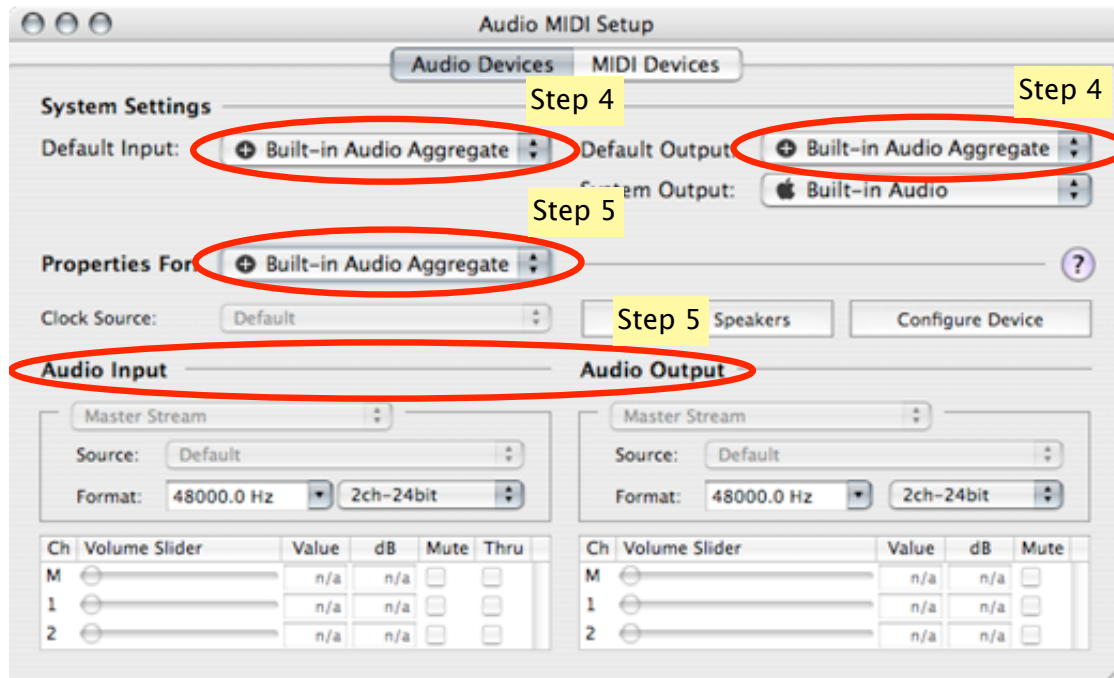 Audio MIDI Setup
Audio Devices MIDI Devices
System Settings
Step 4
Step 4
Default Input: Built-in Audio Aggregate
Default Output: Built-in Audio Aggregate
System Output: Built-in Audio
Step 5
Properties For: Built-in Audio Aggregate
?
Clock Source: Default
Step 5
Speakers
Configure Device
Audio Input
Audio Output
Master Stream
Source: Default
Format: 48000.0 Hz 2ch-24bit
Master Stream
Source: Default
Format: 48000.0 Hz 2ch-24bit
Ch Volume Slider Value dB Mute Thru
M n/a n/a
1 n/a n/a
2 n/a n/a
Ch Volume Slider Value dB Mute
M n/a n/a
1 n/a n/a
2 n/a n/a